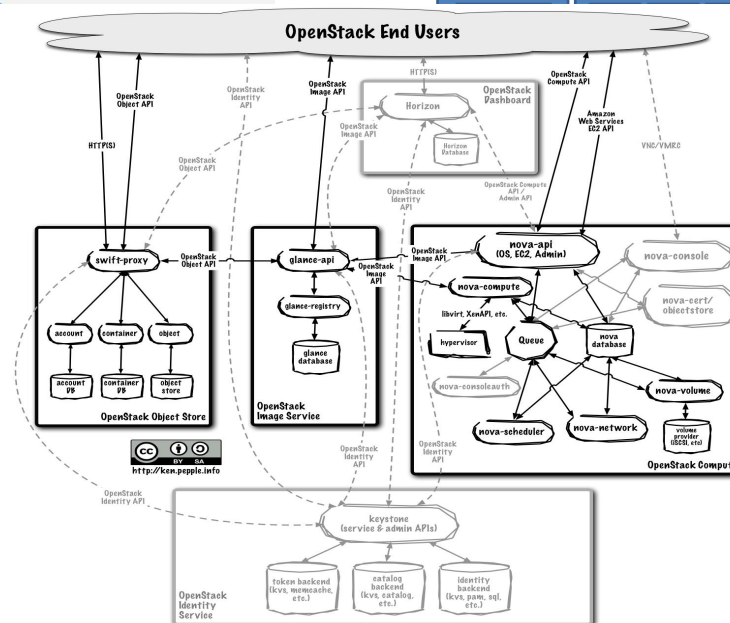 OpenStack End Users
HTTP(S)
OpenStack
Object API
OpenStack
Identity
API
OpenStack
Image API
HTTP(S)
OpenStack
Dashboard
Horizon
Horizon
Database
OpenStack
Compute API
Amazon
Web Services
EC2 API
VNC/VMRC
OpenStack
Image API
OpenStack
Object API
OpenStack
Identity
API
OpenStack Compute
API /
Admin API
swift-proxy
OpenStack
Object API
account
container
object
account
DB
container
DB
object
store
OpenStack Object Store
glance-api
glance-registry
glance
database
OpenStack
Image Service
OpenStack
Image API
OpenStack
Image
API
nova-api
(OS, EC2, Admin)
nova-console
nova-compute
nova-cert/
objectstore
libvirt, XenAPI, etc.
hypervisor
Queue
nova
database
nova-consoleauth
nova-volume
nova-scheduler
nova-network
volume
provider
(iSCSI, etc)
OpenStack Comput
cc
BY SA
http://ken.pepple.info
OpenStack
Identity
API
OpenStack
Identity
API
OpenStack
Identity API
keystone
(service & admin APIs)
token backend
(kvs, memcache,
etc.)
catalog
backend
(kvs, catalog,
etc.)
identity
backend
(kvs, pam, sql,
etc.)
OpenStack
Identity
Service